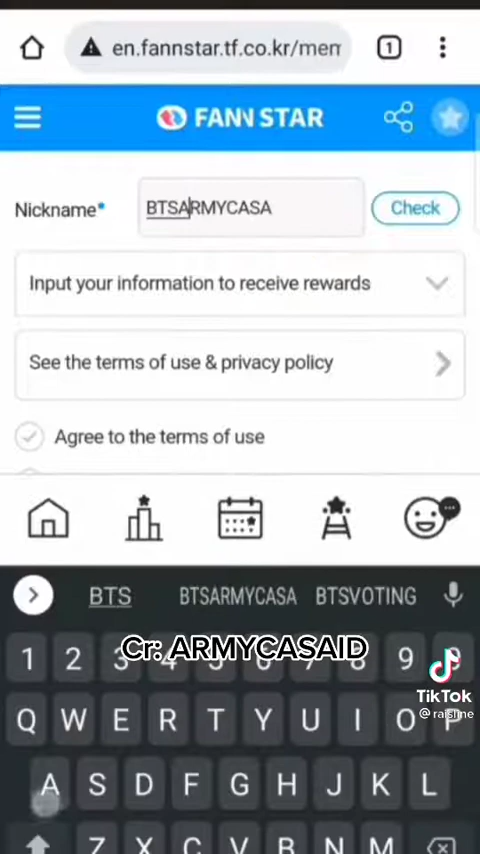 en.fannstar.tf.co.kr/mem
1
FANN STAR
Nickname
BTSARMYCASA
Check
Input your information to receive rewards
See the terms of use & privacy policy
Agree to the terms of use
BTS BTSARMYCASA BTSVOTING
Cr: ARMYCASAID
1 2 3 4 5 6 7 8 9 0
TikTok
@raisline
Q W E R T Y U I O P
A S D F G H J K L
Z X C V B N M